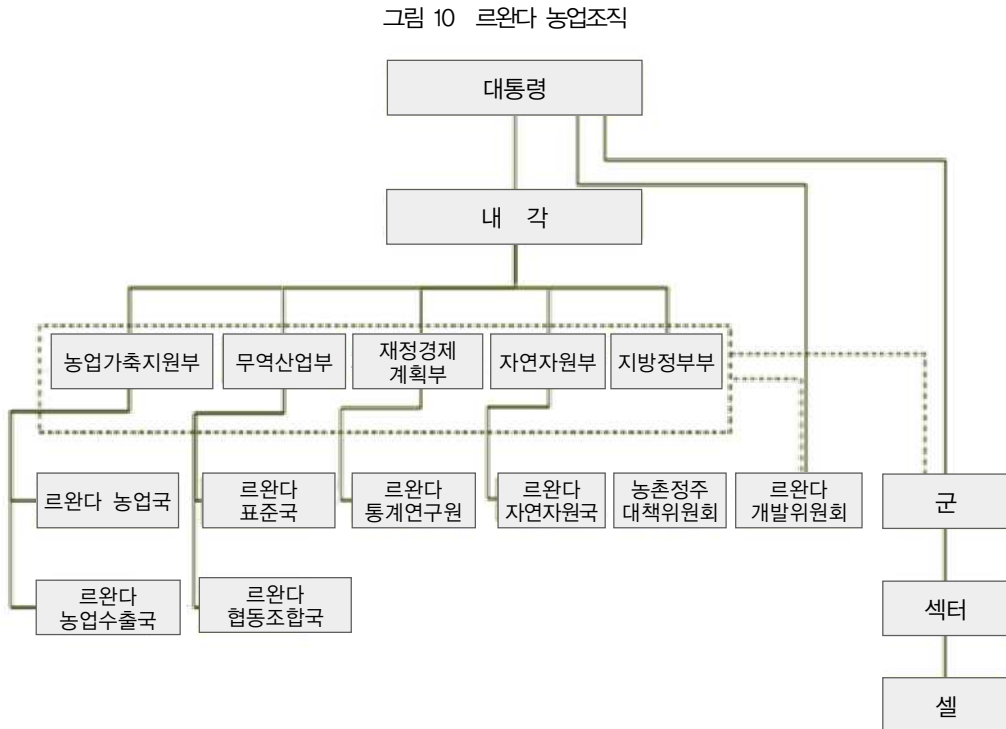 그림 10 르완다 농업조직
대통령
내 각
농업가축지원부
무역산업부
재정경제
계획부
자연자원부
지방정부부
르완다 농업국
르완다
표준국
르완다
통계연구원
르완다
자연자원국
농촌정주
대책위원회
르완다
개발위원회
군
르완다
농업수출국
르완다
협동조합국
섹터
셀